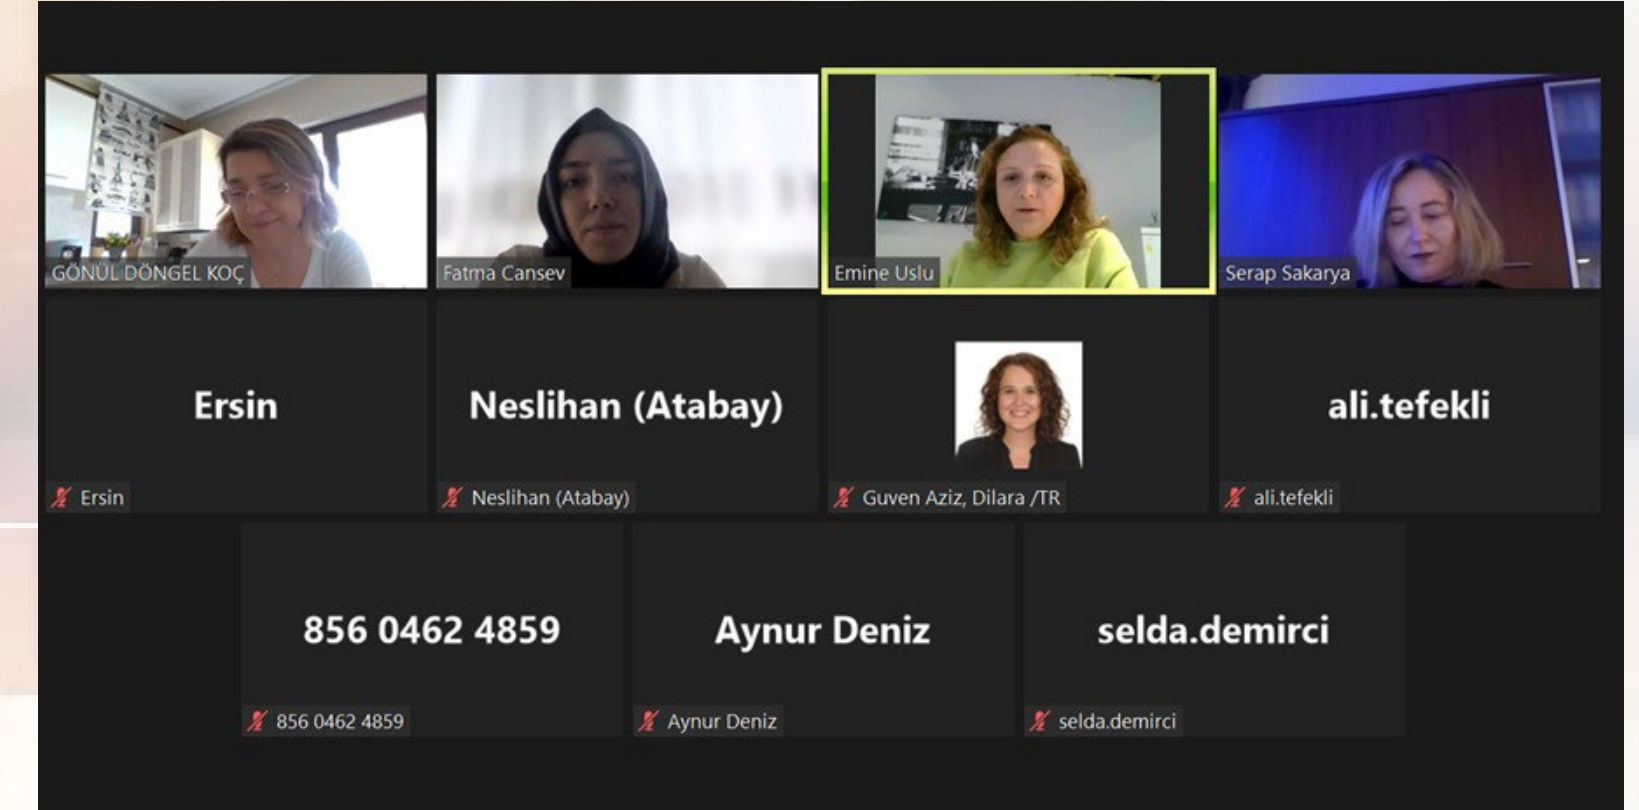 GÖNÜL DÖNGEL KOÇ
Fatma Cansev
Emine Uslu
Serap Sakarya
Ersin
Neslihan (Atabay)
ali.tefekli
Ersin
Neslihan (Atabay)
Guven Aziz, Dilara /TR
ali.tefekli
856 0462 4859
Aynur Deniz
selda.demirci
856 0462 4859
Aynur Deniz
selda.demirci